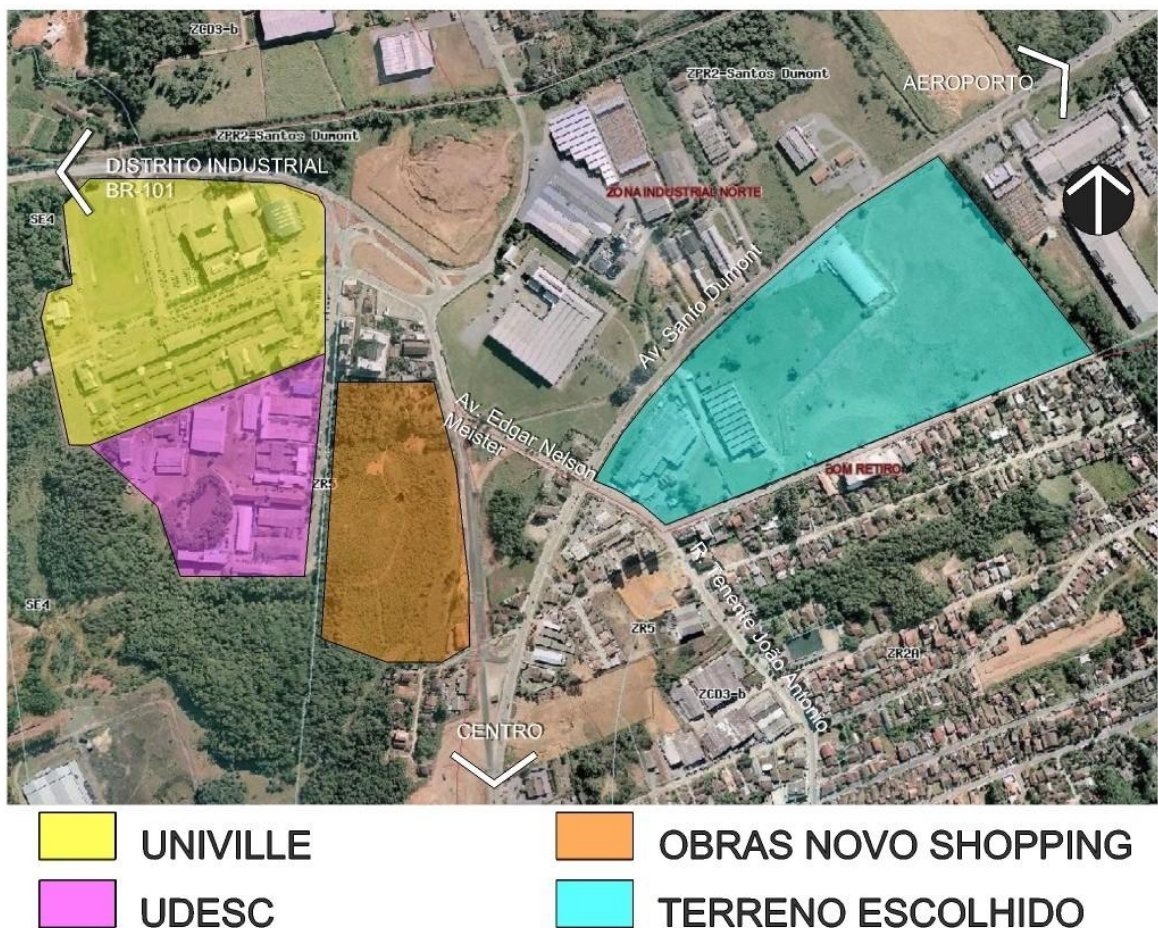 ZCD3-b
ZPR2-Santos Dumont
AEROPORTO
ZPR2-Santos Dumont
DISTRITO INDUSTRIAL
BR-101
ZONA INDUSTRIAL NORTE
SE4
Av. Santo Dumont
Av. Edgar Nelson
Meister
BOM RETIRO
ZR5
R. Tenente João Antonio
SE4
ZR5
ZR2A
ZCD3-b
CENTRO
UNIVILLE
OBRAS NOVO SHOPPING
UDESC
TERRENO ESCOLHIDO